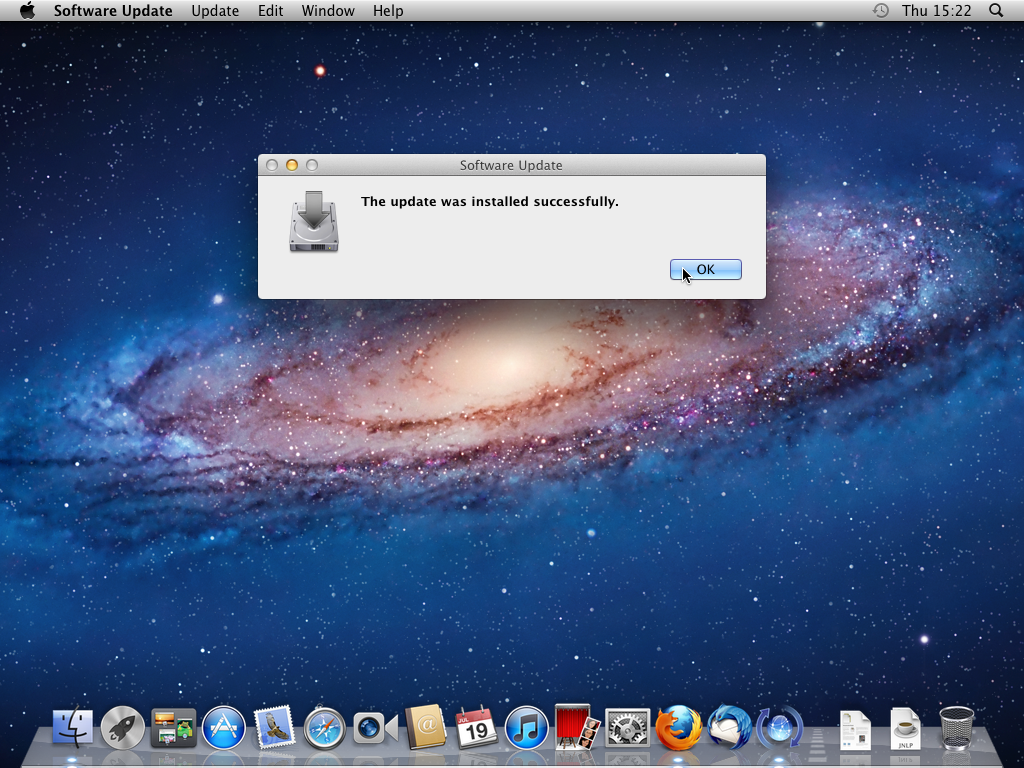 Software Update Update Edit Window Help Thu 15:22
Software Update
The update was installed successfully.
OK
@
JUL
19
JNLP